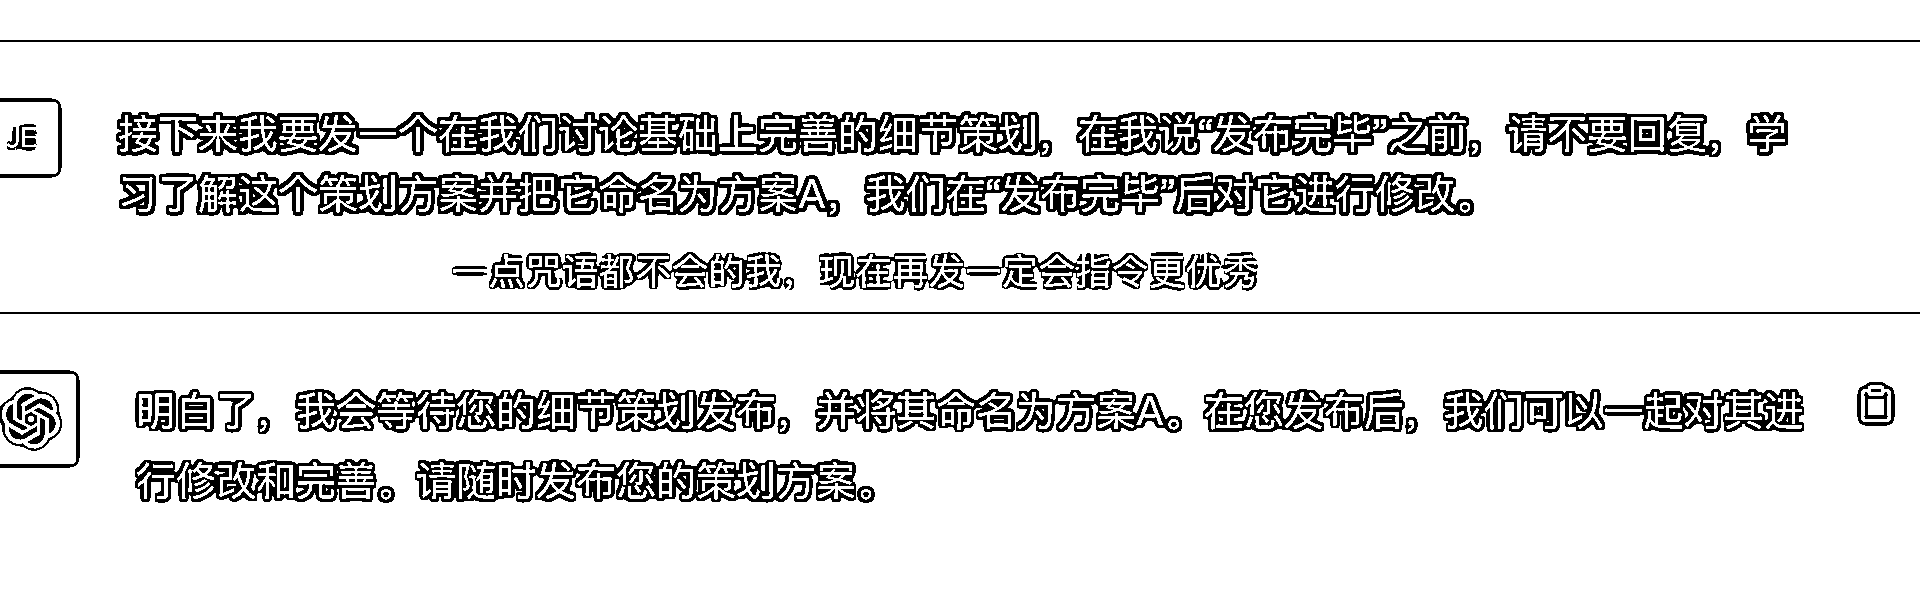 JE
接下来我要发一个在我们讨论基础上完善的细节策划，在我说“发布完毕”之前，请不要回复，学
习了解这个策划方案并把它命名为方案A，我们在“发布完毕”后对它进行修改。
一点咒语都不会的我，现在再发一定会指令更优秀
明白了，我会等待您的细节策划发布，并将其命名为方案A。在您发布后，我们可以一起对其进
行修改和完善。请随时发布您的策划方案。